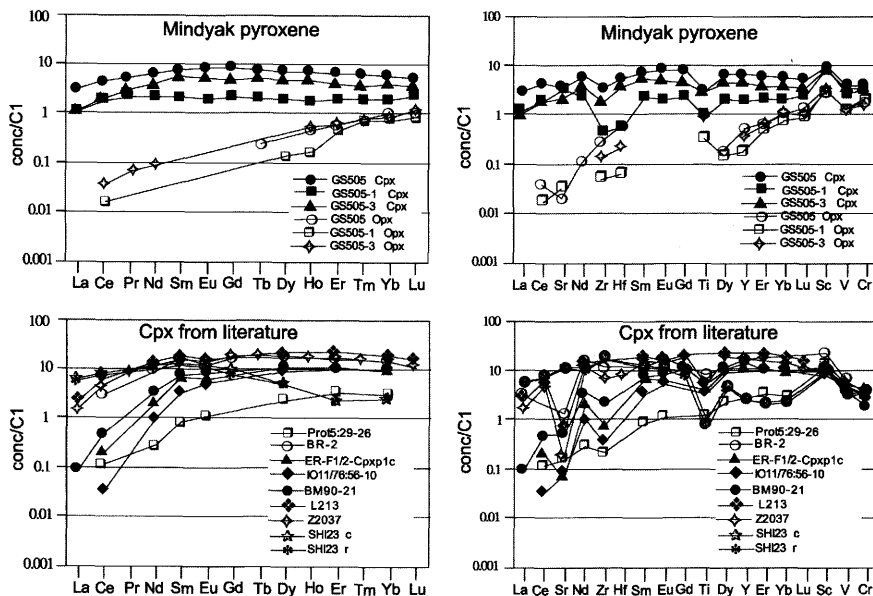 Mindyak pyroxene
conc/C1
100
10
1
0.1
0.01
0.001
GS505 Cpx
GS505-1 Cpx
GS505-3 Cpx
GS505 Opx
GS505-1 Opx
GS505-3 Opx
La Ce Pr Nd Sm Eu Gd Tb Dy Ho Er Tm Yb Lu
Mindyak pyroxene
conc/C1
100
10
1
0.1
0.01
0.001
GS505 Cpx
GS505-1 Cpx
GS505-3 Cpx
GS505 Opx
GS505-1 Opx
GS505-3 Opx
La Ce Sr Nd Zr Hf Sm Eu Gd Ti Dy Y Er Yb Lu Sc V Cr
Cpx from literature
conc/C1
100
10
1
0.1
0.01
0.001
Prot5:29-26
BR-2
ER-F1/2-Cpxp1c
IO11/76:56-10
BM90-21
L213
Z2037
SHI23 c
SHI23 r
La Ce Pr Nd Sm Eu Gd Tb Dy Ho Er Tm Yb Lu
Cpx from literature
conc/C1
100
10
1
0.1
0.01
0.001
Prot5:29-26
BR-2
ER-F1/2-Cpxp1c
IO11/76:56-10
BM90-21
L213
Z2037
SHI23 c
SHI23 r
La Ce Sr Nd Zr Hf Sm Eu Gd Ti Dy Y Er Yb Lu Sc V Cr